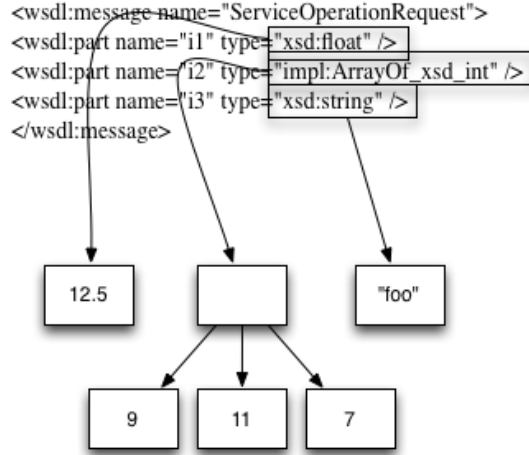 <wsdl:message name="ServiceOperationRequest">
<wsdl:part name="i1" type="xsd:float" />
<wsdl:part name="i2" type="impl:ArrayOf_xsd_int" />
<wsdl:part name="i3" type="xsd:string" />
</wsdl:message>
12.5
"foo"
9
11
7